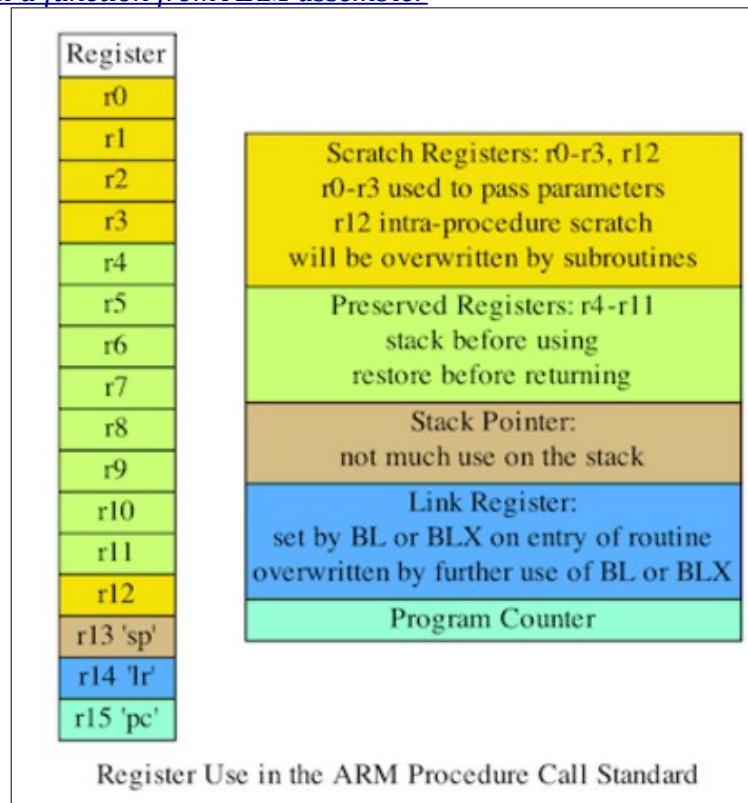 a function from ARM assembler
Register
r0
r1
r2
r3
r4
r5
r6
r7
r8
r9
r10
r11
r12
r13 'sp'
r14 'lr'
r15 'pc'
Scratch Registers: r0-r3, r12
r0-r3 used to pass parameters
r12 intra-procedure scratch
will be overwritten by subroutines
Preserved Registers: r4-r11
stack before using
restore before returning
Stack Pointer:
not much use on the stack
Link Register:
set by BL or BLX on entry of routine
overwritten by further use of BL or BLX
Program Counter
Register Use in the ARM Procedure Call Standard